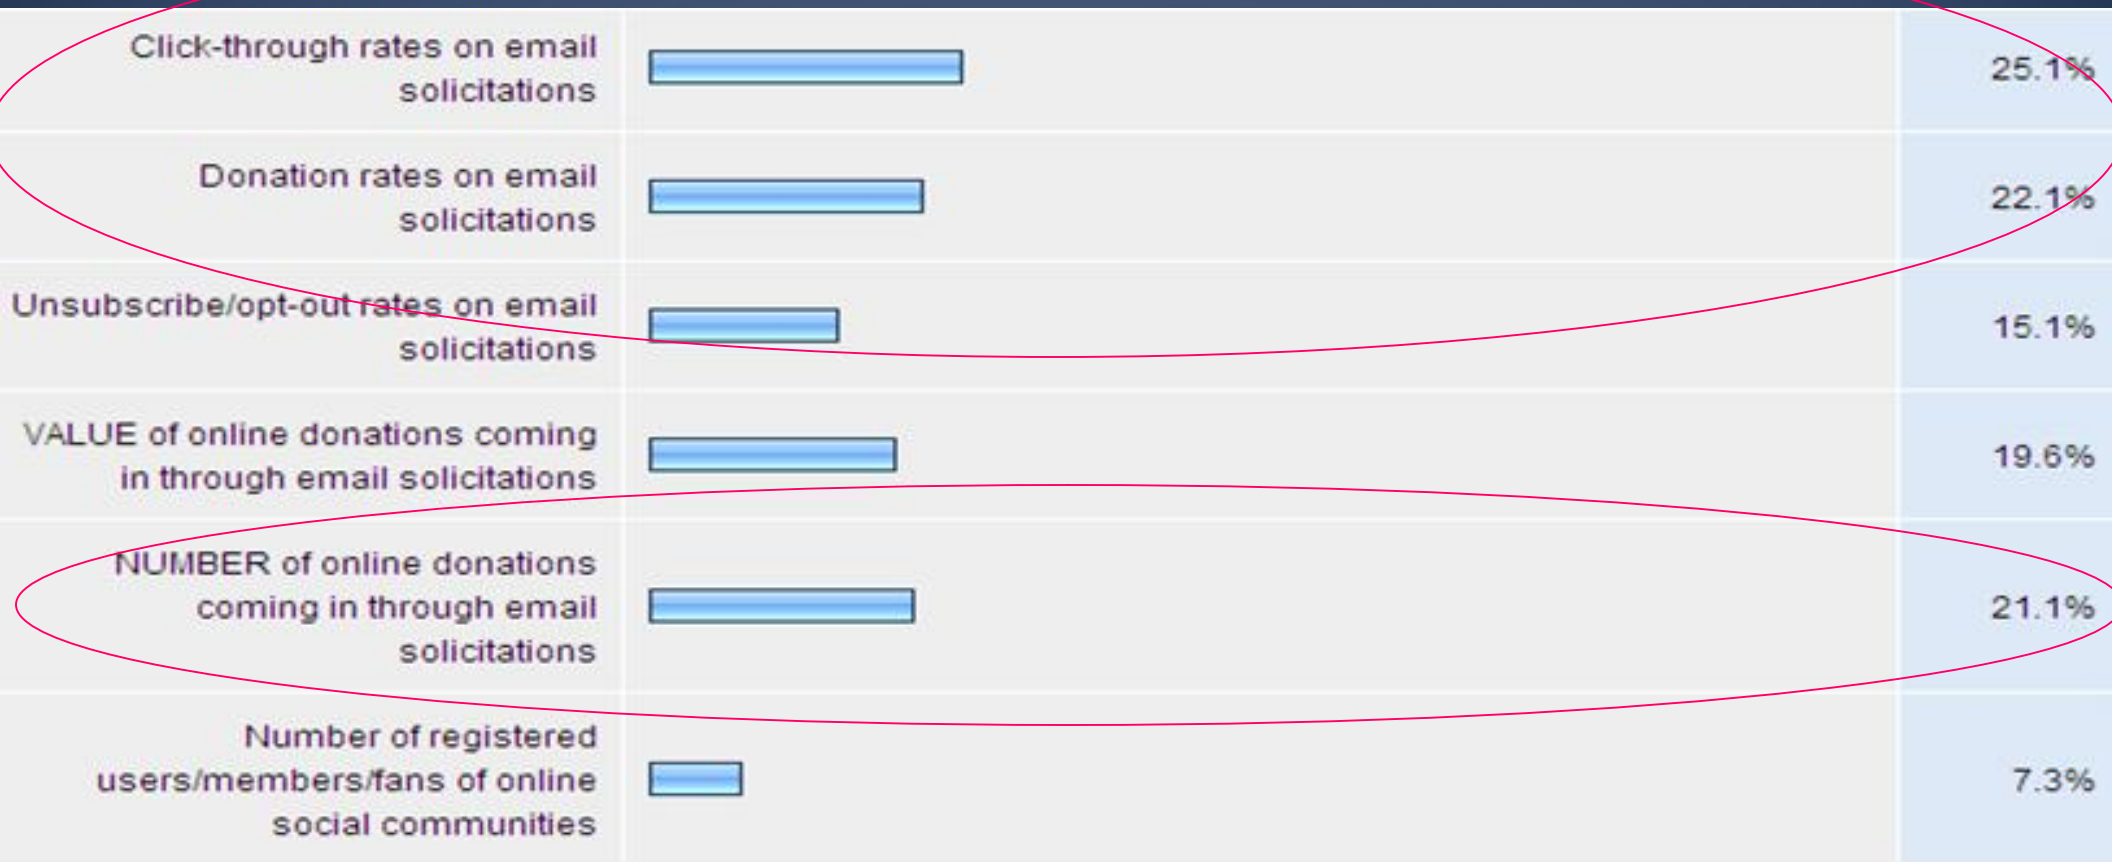 Click-through rates on email
solicitations
25.1%
Donation rates on email
solicitations
22.1%
Unsubscribe/opt-out rates on email
solicitations
15.1%
VALUE of online donations coming
in through email solicitations
19.6%
NUMBER of online donations
coming in through email
solicitations
21.1%
Number of registered
users/members/fans of online
social communities
7.3%